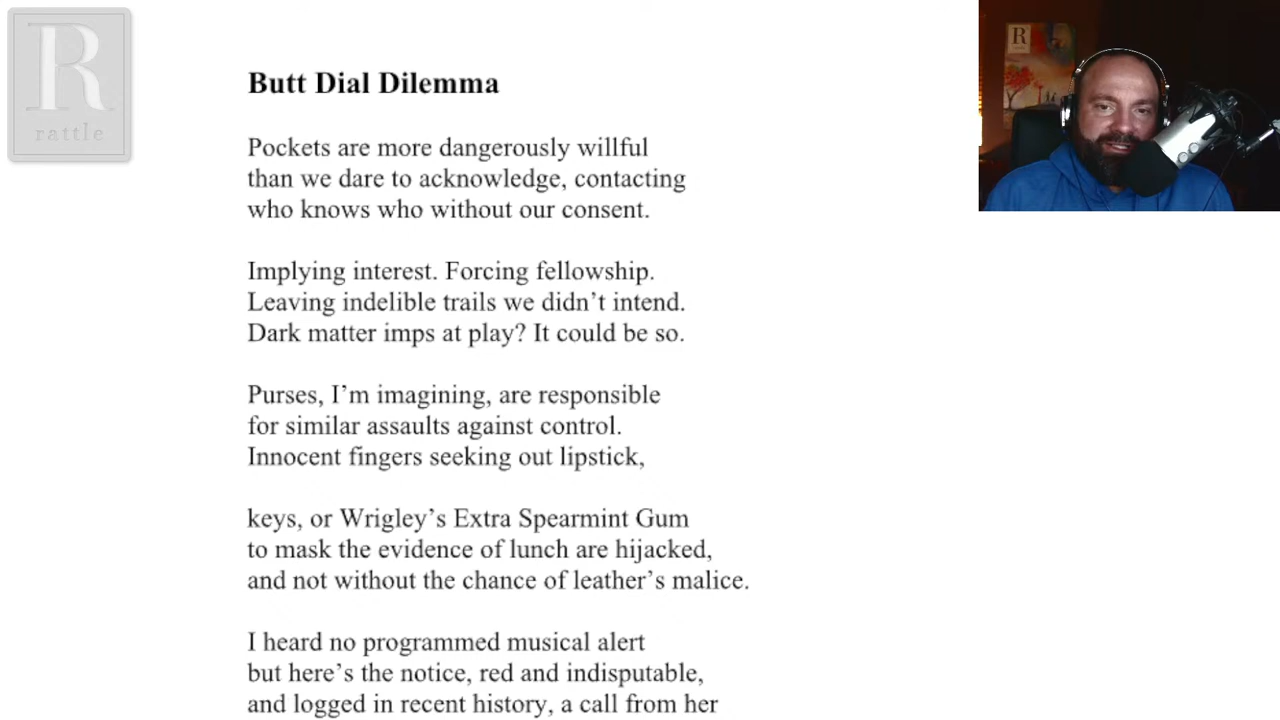 R
rattle
R
Butt Dial Dilemma
Pockets are more dangerously willful
than we dare to acknowledge, contacting
who knows who without our consent.
Implying interest. Forcing fellowship.
Leaving indelible trails we didn’t intend.
Dark matter imps at play? It could be so.
Purses, I’m imagining, are responsible
for similar assaults against control.
Innocent fingers seeking out lipstick,
keys, or Wrigley’s Extra Spearmint Gum
to mask the evidence of lunch are hijacked,
and not without the chance of leather’s malice.
I heard no programmed musical alert
but here’s the notice, red and indisputable,
and logged in recent history, a call from her